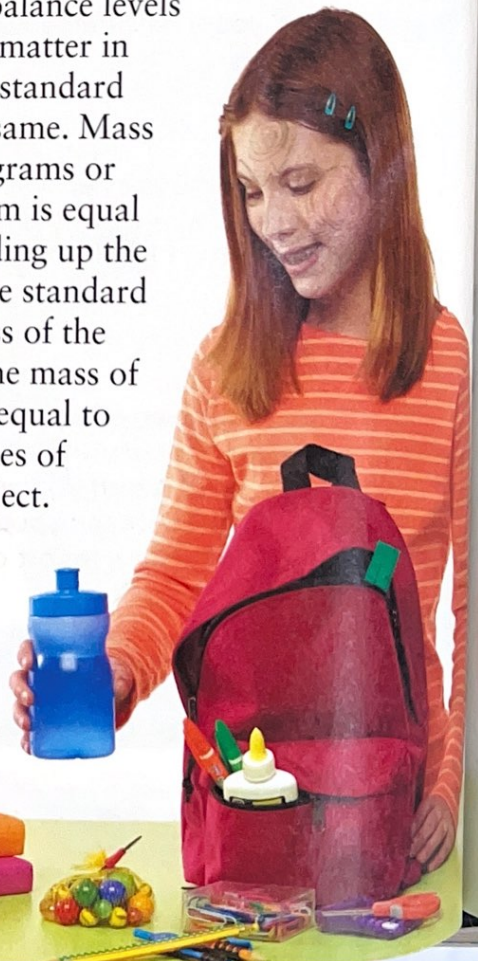 balance levels
matter in
standard
same. Mass
grams or
m is equal
ling up the
e standard
s of the
he mass of
equal to
es of
ect.